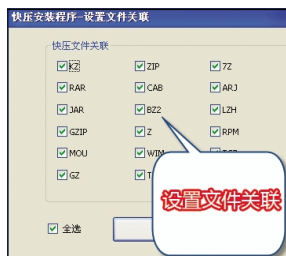 快压安装程序-设置文件关联
快压文件关联
KZ ZIP 7Z
RAR CAB ARJ
JAR BZ2 LZH
GZIP Z RPM
MOU WIM
GZ
全选
设置文件关联